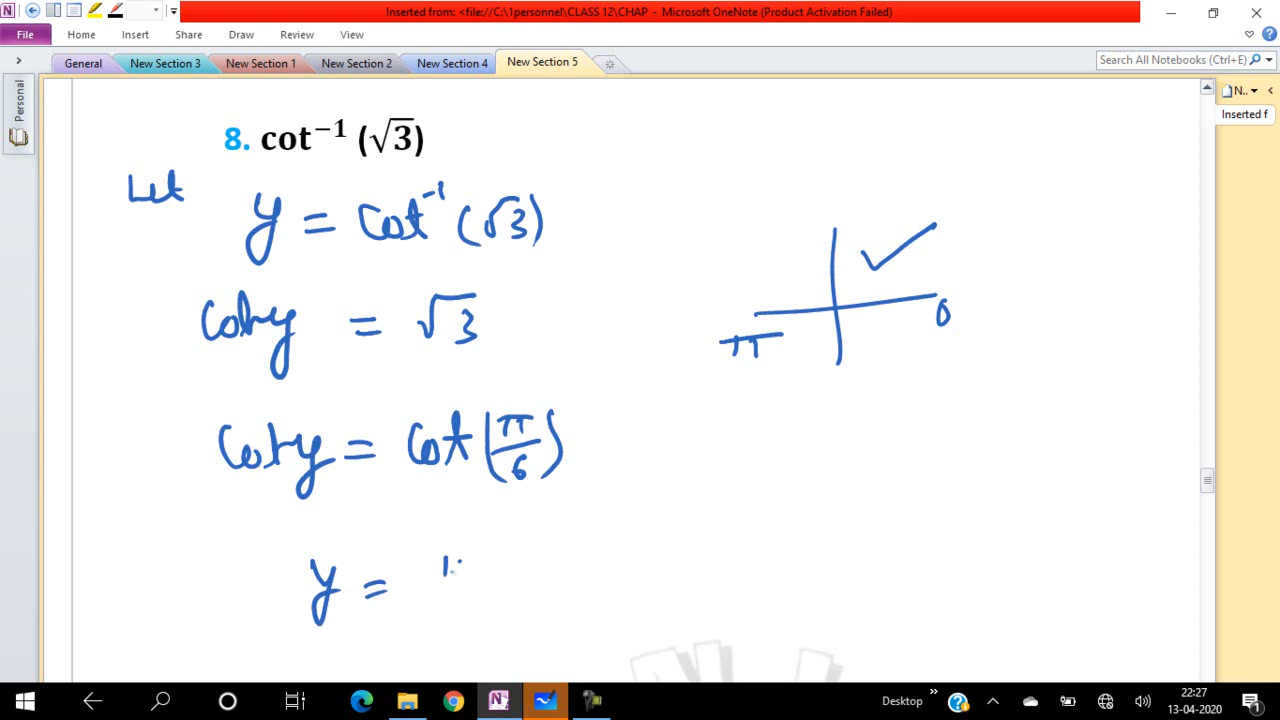 Inserted from: <file://C:\1personnel\CLASS 12\CHAP - Microsoft OneNote (Product Activation Failed)
File Home Insert Share Draw Review View
General New Section 3 New Section 1 New Section 2 New Section 4 New Section 5
Search All Notebooks (Ctrl+E)
N..
Personal
Inserted f
8. cot⁻¹ (√3)
Let
y = cot⁻¹ (√3)
cot y = √3
π 0
cot y = cot (π/6)
y =
Desktop
22:27
13-04-2020